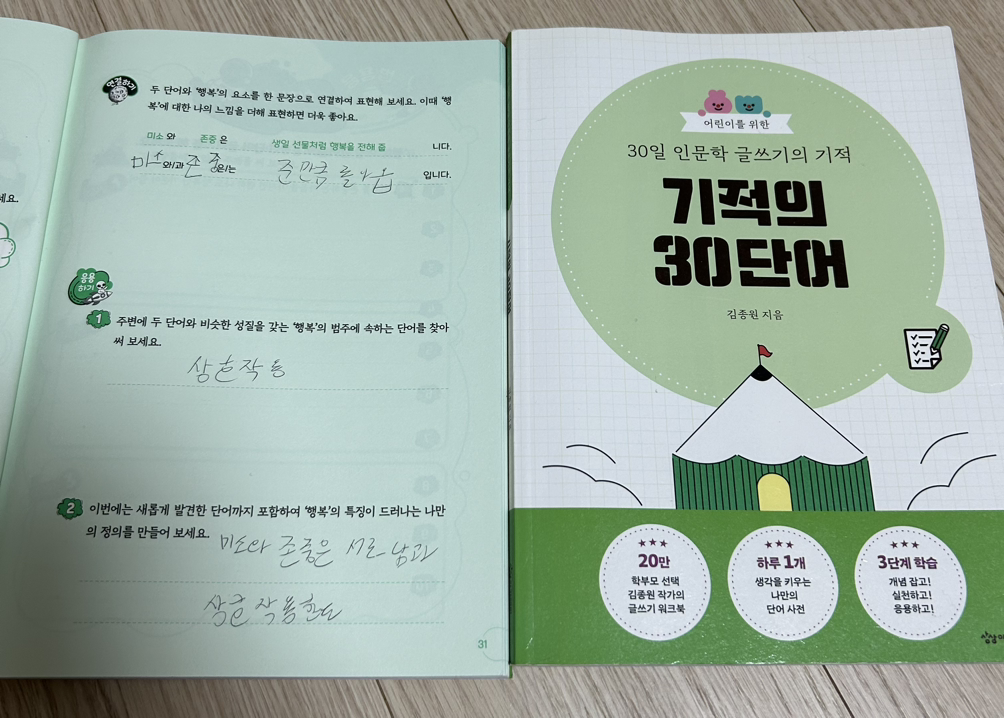 세요.
연결하기
두 단어와 '행복'의 요소를 한 문장으로 연결하여 표현해 보세요. 이때 '행
복'에 대한 나의 느낌을 더해 표현하면 더욱 좋아요.
미소 와 존중 은 생일 선물처럼 행복을 전해 줍 니다.
미소 와/과 존중 은/는 준만큼 돌아옴 입니다.
응용
하기
1 주변에 두 단어와 비슷한 성질을 갖는 '행복'의 범주에 속하는 단어를 찾아
써 보세요.
상호작용
2 이번에는 새롭게 발견한 단어까지 포함하여 '행복'의 특징이 드러나는 나만
의 정의를 만들어 보세요.
미소와 존중은 서로
상호작용한다
31
어린이를 위한
30일 인문학 글쓰기의 기적
기적의
30단어
김종원 지음
20만
학부모 선택
김종원 작가의
글쓰기 워크북
하루 1개
생각을 키우는
나만의
단어 사전
3단계 학습
개념 잡고!
실천하고!
응용하고!